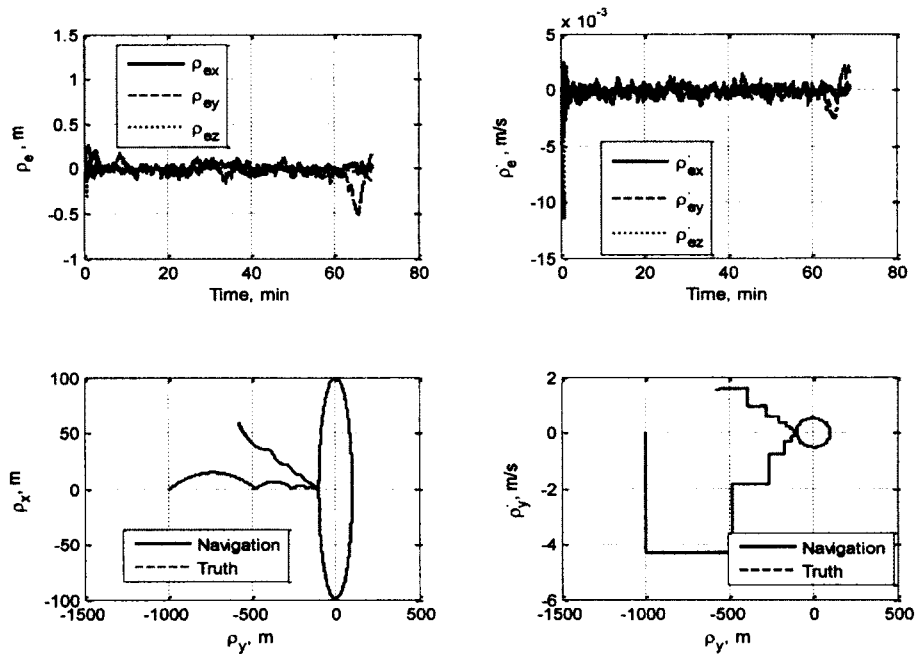 1.5
1
0.5
0
-0.5
-1
ρex
ρey
ρez
ρe, m
0 20 40 60 80
Time, min
x 10-3
5
0
-5
-10
-15
ρ̇ex
ρ̇ey
ρ̇ez
ρ̇e, m/s
0 20 40 60 80
Time, min
100
50
0
-50
-100
ρx, m
Navigation
Truth
-1500 -1000 -500 0 500
ρy, m
2
0
-2
-4
-6
ρ̇y, m/s
Navigation
Truth
-1500 -1000 -500 0 500
ρy, m